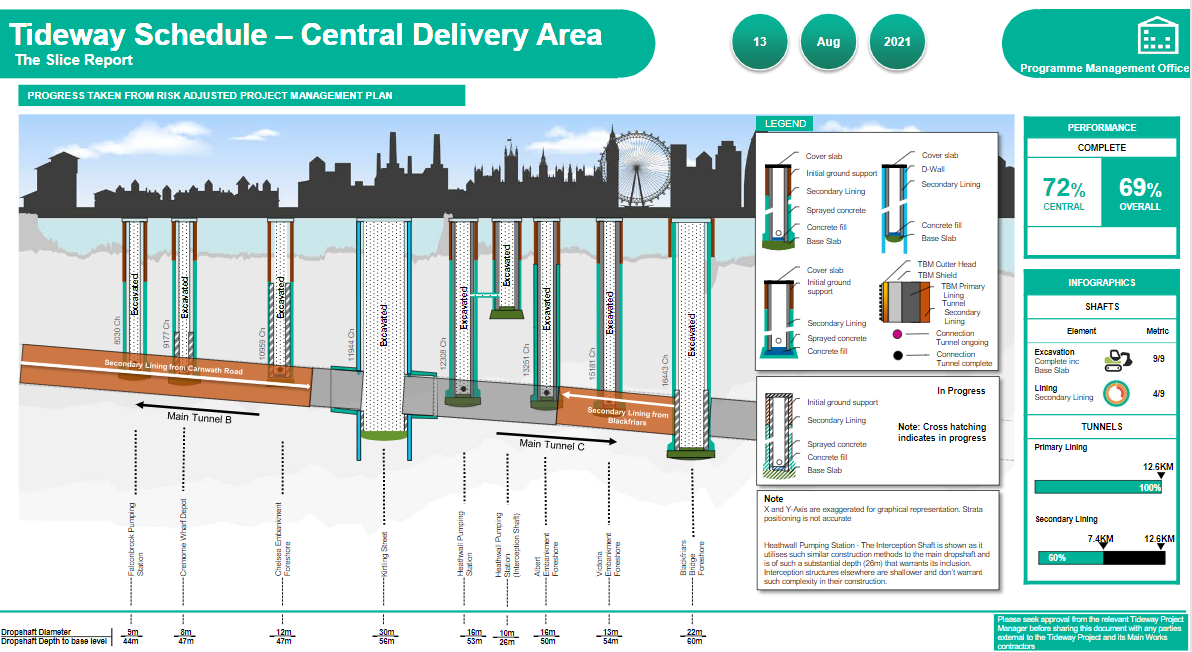 Tideway Schedule – Central Delivery Area
The Slice Report
13
Aug
2021
Programme Management Office
PROGRESS TAKEN FROM RISK ADJUSTED PROJECT MANAGEMENT PLAN
LEGEND
Cover slab
Initial ground support
Secondary Lining
Sprayed concrete
Concrete fill
Base Slab
Cover slab
D-Wall
Secondary Lining
Concrete fill
Base Slab
Cover slab
Initial ground
support
Secondary Lining
Sprayed concrete
Concrete fill
TBM Cutter Head
TBM Shield
TBM Primary
Lining
Tunnel
Secondary
Lining
Connection
Tunnel ongoing
Connection
Tunnel complete
In Progress
Initial ground support
Secondary Lining
Sprayed concrete
Concrete fill
Base Slab
Note: Cross hatching
indicates in progress
Note
X and Y-Axis are exaggerated for graphical representation. Strata
positioning is not accurate
Heathwall Pumping Station - The Interception Shaft is shown as it
utilises such similar construction methods to the main dropshaft and
is of such a substantial depth (26m) that warrants its inclusion.
Interception structures elsewhere are shallower and don't warrant
such complexity in their construction.
PERFORMANCE
COMPLETE
72%
CENTRAL
69%
OVERALL
INFOGRAPHICS
SHAFTS
Element
Metric
Excavation
Complete inc
Base Slab
9/9
Lining
Secondary Lining
4/9
TUNNELS
Primary Lining
12.6KM
100%
Secondary Lining
7.4KM
12.6KM
60%
Excavated
Excavated
Excavated
Excavated
Excavated
Excavated
Excavated
Excavated
Excavated
8030 Ch
9177 Ch
10959 Ch
11944 Ch
12308 Ch
13251 Ch
15181 Ch
16443 Ch
Secondary Lining from Carnwath Road
Secondary Lining from
Blackfriars
Main Tunnel B
Main Tunnel C
Falconbrook Pumping
Station
Cremorne Wharf Depot
Chelsea Embankment
Foreshore
Kirtling Street
Heathwall Pumping
Station
Heathwall Pumping
Station
(Interception Shaft)
Albert
Embankment
Foreshore
Victoria
Embankment
Foreshore
Blackfriars
Bridge
Foreshore
Dropshaft Diameter
9m
8m
12m
30m
16m
10m
16m
13m
22m
Dropshaft Depth to base level
44m
47m
47m
56m
53m
26m
50m
54m
60m
Please seek approval from the relevant Tideway Project
Manager before sharing this document with any parties
external to the Tideway Project and its Main Works
contractors